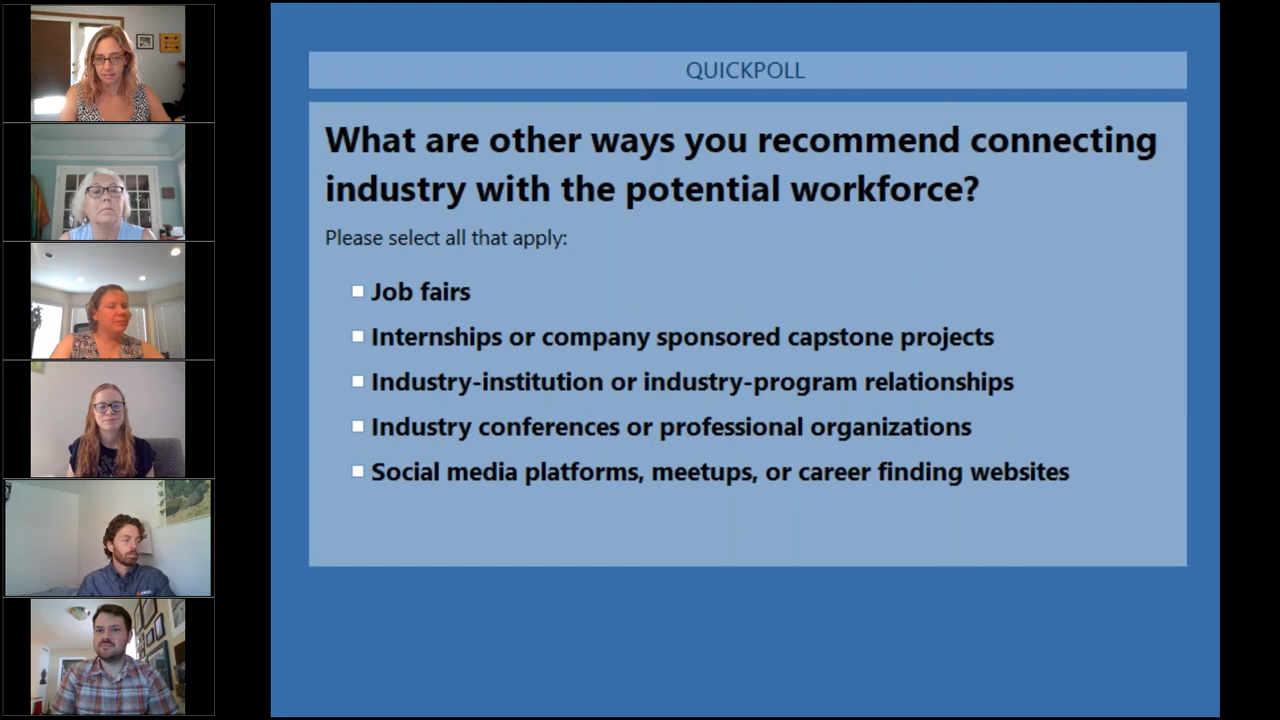 QUICKPOLL
What are other ways you recommend connecting
industry with the potential workforce?
Please select all that apply:
Job fairs
Internships or company sponsored capstone projects
Industry-institution or industry-program relationships
Industry conferences or professional organizations
Social media platforms, meetups, or career finding websites